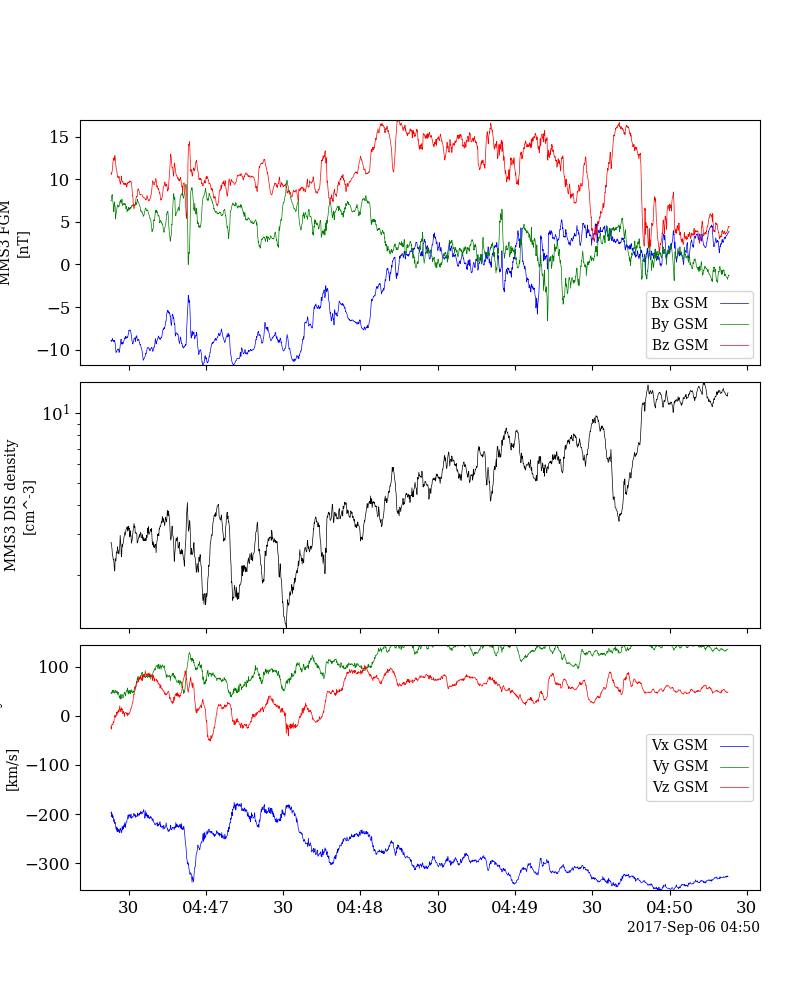 15
10
5
0
−5
−10
MMS3 FGM
[nT]
Bx GSM
By GSM
Bz GSM
10^1
MMS3 DIS density
[cm^-3]
100
0
−100
−200
−300
[km/s]
Vx GSM
Vy GSM
Vz GSM
30 04:47 30 04:48 30 04:49 30 04:50 30
2017-Sep-06 04:50